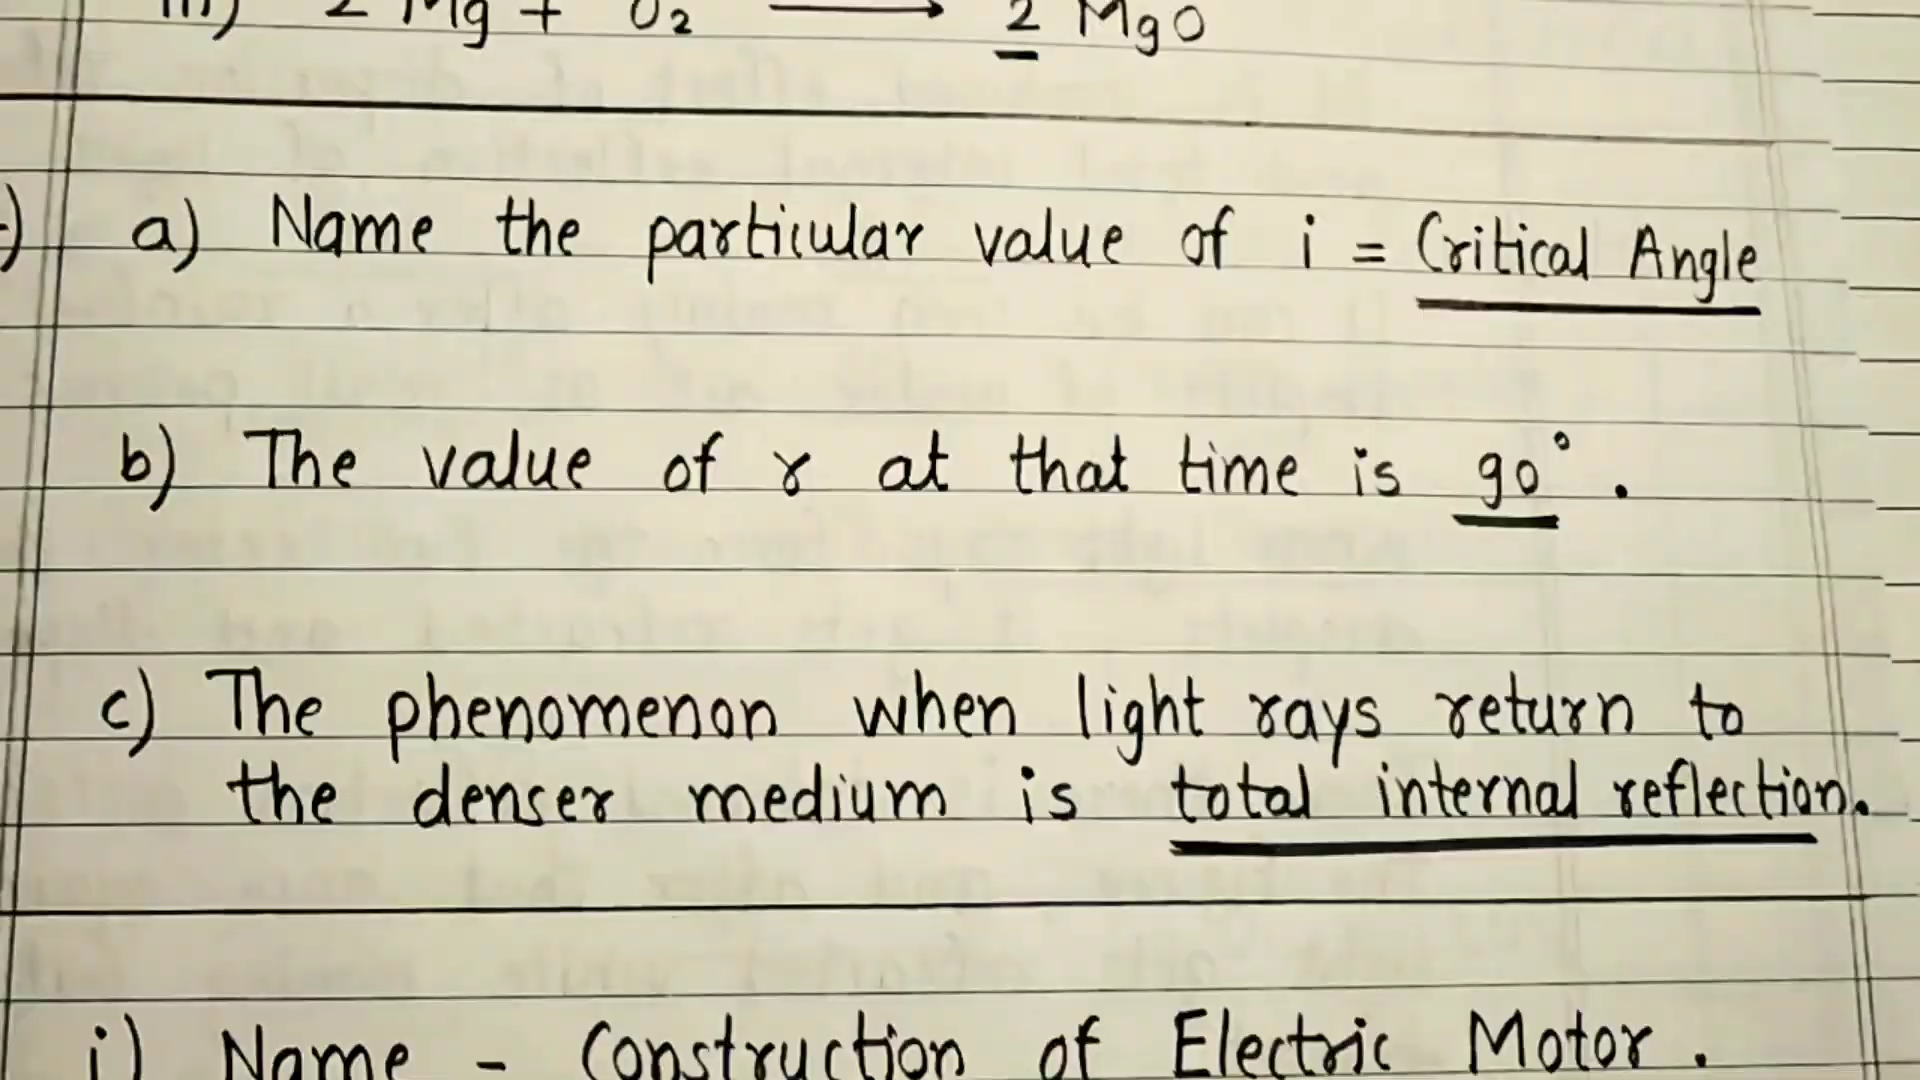 iii) 2 Mg + O2 ⟶ 2 MgO
a) Name the particular value of i = Critical Angle
b) The value of r at that time is 90°.
c) The phenomenon when light rays return to
the denser medium is total internal reflection.
i) Name - Construction of Electric Motor.